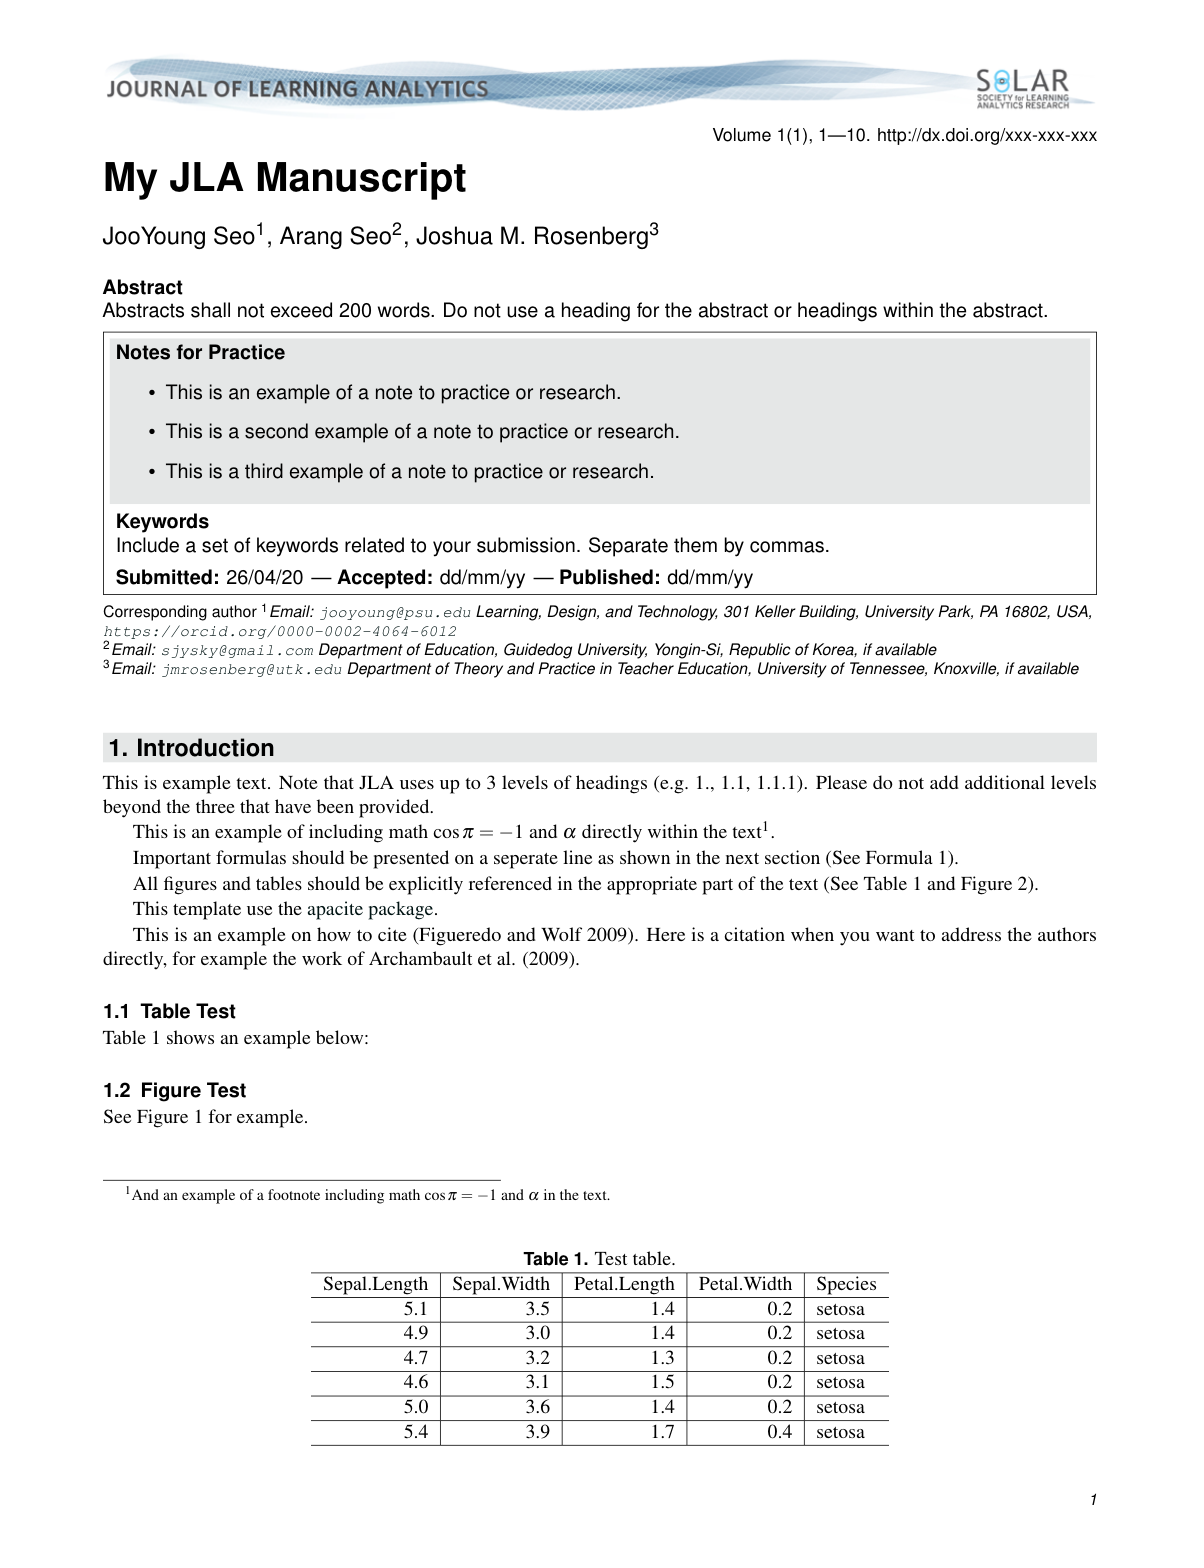 JOURNAL OF LEARNING ANALYTICS
SOLAR
SOCIETY for LEARNING
ANALYTICS RESEARCH
Volume 1(1), 1—10. http://dx.doi.org/xxx-xxx-xxx
My JLA Manuscript
JooYoung Seo¹, Arang Seo², Joshua M. Rosenberg³
Abstract
Abstracts shall not exceed 200 words. Do not use a heading for the abstract or headings within the abstract.
Notes for Practice
• This is an example of a note to practice or research.
• This is a second example of a note to practice or research.
• This is a third example of a note to practice or research.
Keywords
Include a set of keywords related to your submission. Separate them by commas.
Submitted: 26/04/20 — Accepted: dd/mm/yy — Published: dd/mm/yy
Corresponding author ¹Email: jooyoung@psu.edu Learning, Design, and Technology, 301 Keller Building, University Park, PA 16802, USA,
https://orcid.org/0000-0002-4064-6012
²Email: sjysky@gmail.com Department of Education, Guidedog University, Yongin-Si, Republic of Korea, if available
³Email: jmrosenberg@utk.edu Department of Theory and Practice in Teacher Education, University of Tennessee, Knoxville, if available
1. Introduction
This is example text. Note that JLA uses up to 3 levels of headings (e.g. 1., 1.1, 1.1.1). Please do not add additional levels
beyond the three that have been provided.
This is an example of including math cos π = −1 and α directly within the text¹.
Important formulas should be presented on a seperate line as shown in the next section (See Formula 1).
All figures and tables should be explicitly referenced in the appropriate part of the text (See Table 1 and Figure 2).
This template use the apacite package.
This is an example on how to cite (Figueredo and Wolf 2009). Here is a citation when you want to address the authors
directly, for example the work of Archambault et al. (2009).
1.1 Table Test
Table 1 shows an example below:
1.2 Figure Test
See Figure 1 for example.
¹And an example of a footnote including math cos π = −1 and α in the text.
Table 1. Test table.
Sepal.Length Sepal.Width Petal.Length Petal.Width Species
5.1 3.5 1.4 0.2 setosa
4.9 3.0 1.4 0.2 setosa
4.7 3.2 1.3 0.2 setosa
4.6 3.1 1.5 0.2 setosa
5.0 3.6 1.4 0.2 setosa
5.4 3.9 1.7 0.4 setosa
1